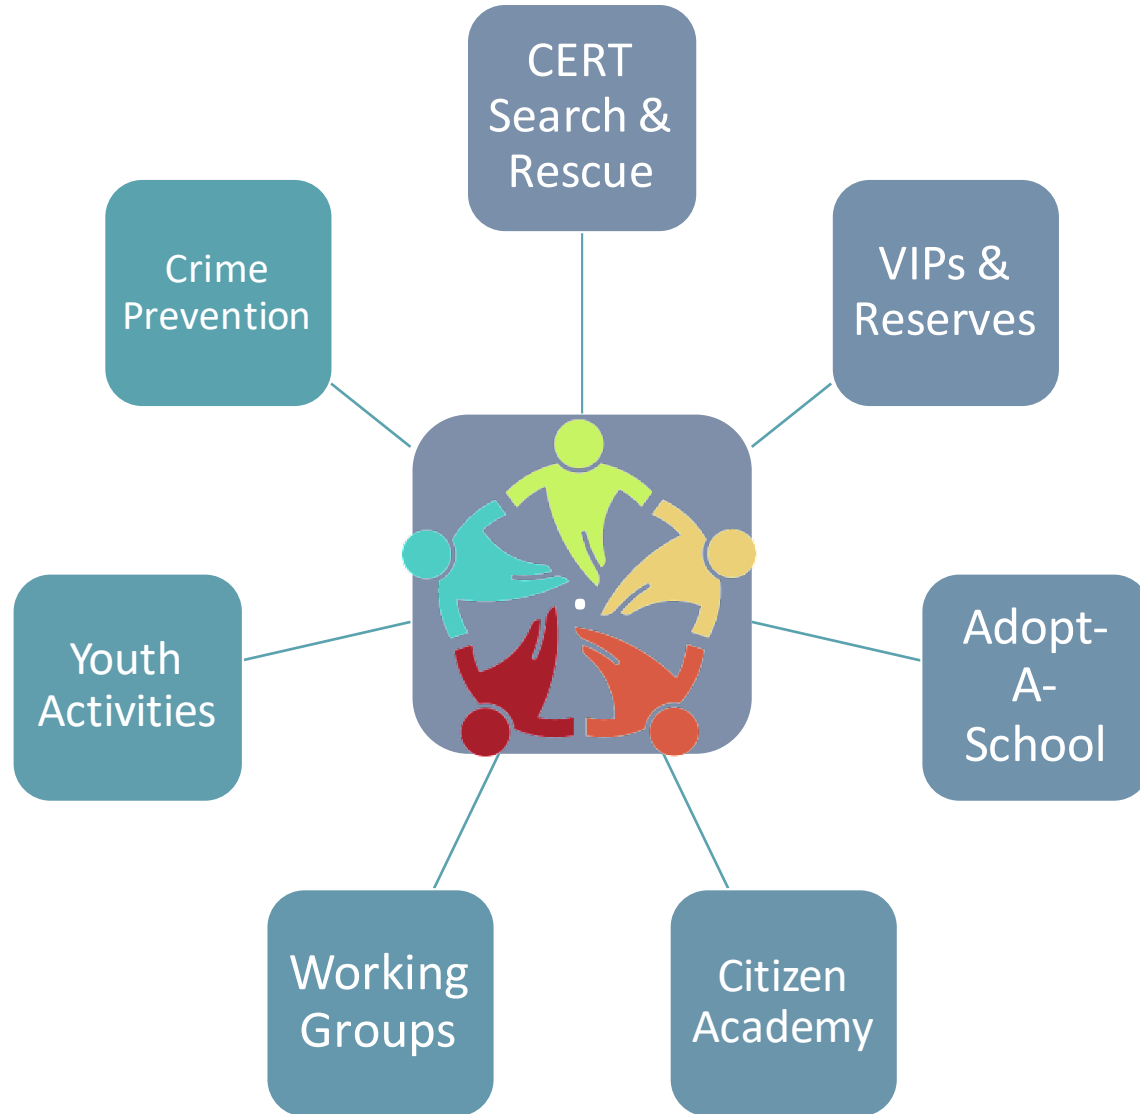 CERT
Search &
Rescue
VIPs &
Reserves
Adopt-
A-
School
Citizen
Academy
Working
Groups
Youth
Activities
Crime
Prevention